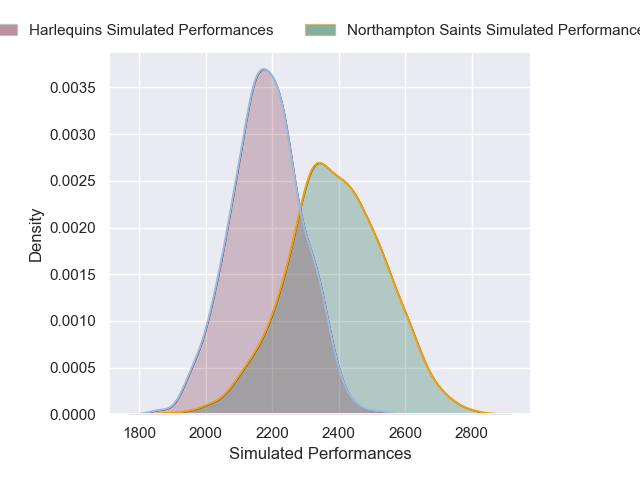 Harlequins Simulated Performances Northampton Saints Simulated Performance
0.0035
0.0030
0.0025
0.0020
0.0015
0.0010
0.0005
0.0000
Density
1800 2000 2200 2400 2600 2800
Simulated Performances